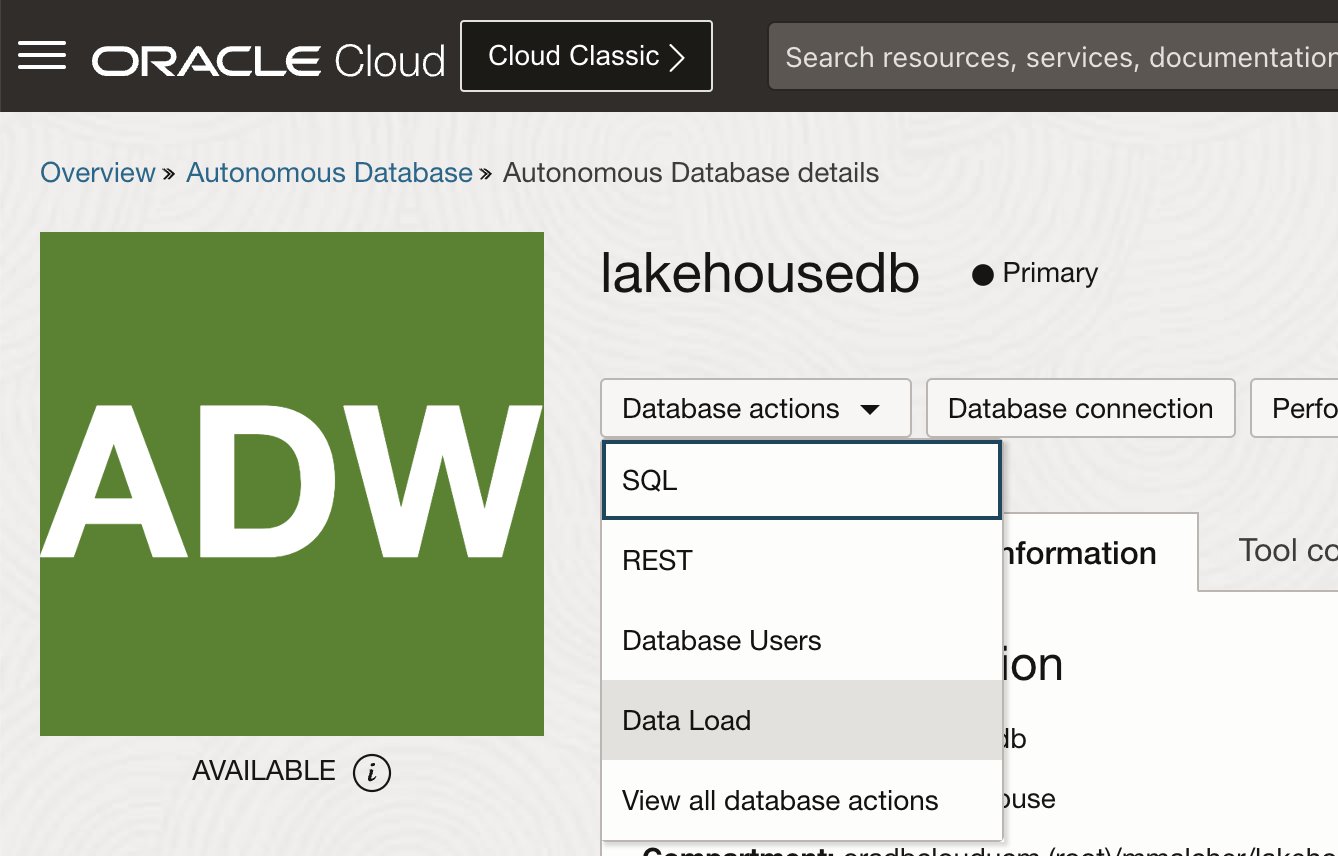 ORACLE Cloud
Cloud Classic
Search resources, services, documentation
Overview » Autonomous Database » Autonomous Database details
ADW
AVAILABLE
lakehousedb
Primary
Database actions
Database connection
Perfo
SQL
REST
Database Users
Data Load
View all database actions
nformation
Tool co
ion
db
ouse